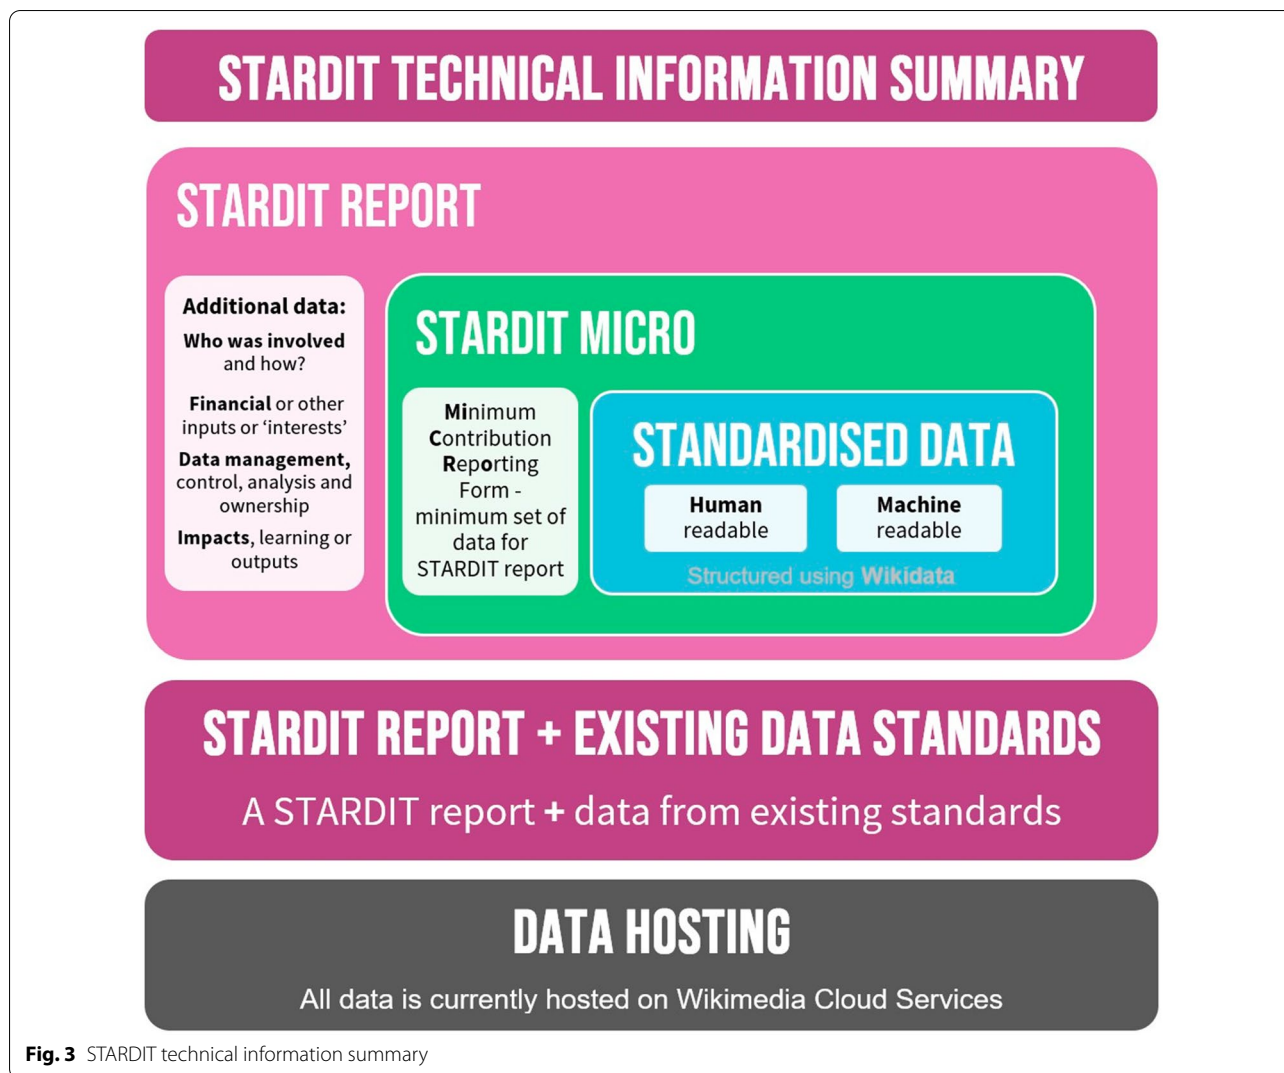 STARDIT TECHNICAL INFORMATION SUMMARY
STARDIT REPORT
Additional data:
Who was involved
and how?
Financial or other
inputs or ‘interests’
Data management,
control, analysis and
ownership
Impacts, learning or
outputs
STARDIT MICRO
Minimum
Contribution
Reporting
Form -
minimum set of
data for
STARDIT report
STANDARDISED DATA
Human
readable
Machine
readable
Structured using Wikidata
STARDIT REPORT + EXISTING DATA STANDARDS
A STARDIT report + data from existing standards
DATA HOSTING
All data is currently hosted on Wikimedia Cloud Services
Fig. 3 STARDIT technical information summary